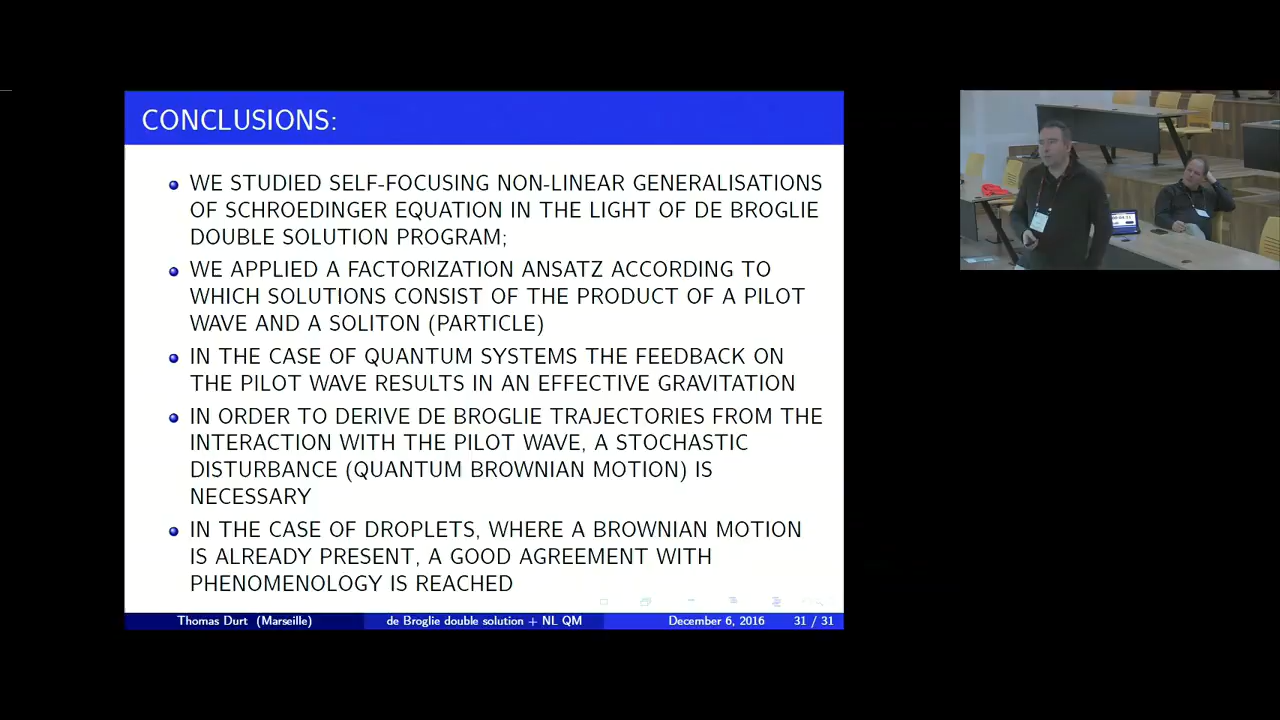 CONCLUSIONS:
WE STUDIED SELF-FOCUSING NON-LINEAR GENERALISATIONS
OF SCHROEDINGER EQUATION IN THE LIGHT OF DE BROGLIE
DOUBLE SOLUTION PROGRAM;
WE APPLIED A FACTORIZATION ANSATZ ACCORDING TO
WHICH SOLUTIONS CONSIST OF THE PRODUCT OF A PILOT
WAVE AND A SOLITON (PARTICLE)
IN THE CASE OF QUANTUM SYSTEMS THE FEEDBACK ON
THE PILOT WAVE RESULTS IN AN EFFECTIVE GRAVITATION
IN ORDER TO DERIVE DE BROGLIE TRAJECTORIES FROM THE
INTERACTION WITH THE PILOT WAVE, A STOCHASTIC
DISTURBANCE (QUANTUM BROWNIAN MOTION) IS
NECESSARY
IN THE CASE OF DROPLETS, WHERE A BROWNIAN MOTION
IS ALREADY PRESENT, A GOOD AGREEMENT WITH
PHENOMENOLOGY IS REACHED
Thomas Durt (Marseille) de Broglie double solution + NL QM December 6, 2016 31 / 31